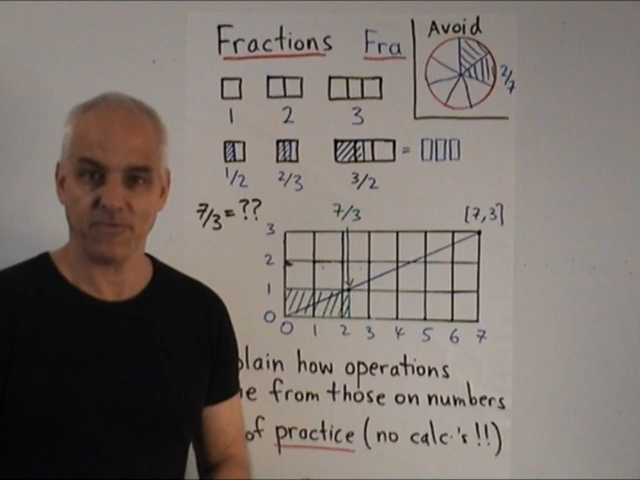 Fractions Fra
Avoid
2/7
1 2 3
1/2 2/3 3/2
=
7/3 = ??
7/3
[7,3]
3
2
1
0
0 1 2 3 4 5 6 7
lain how operations
e from those on numbers
of practice (no calc.'s!!)